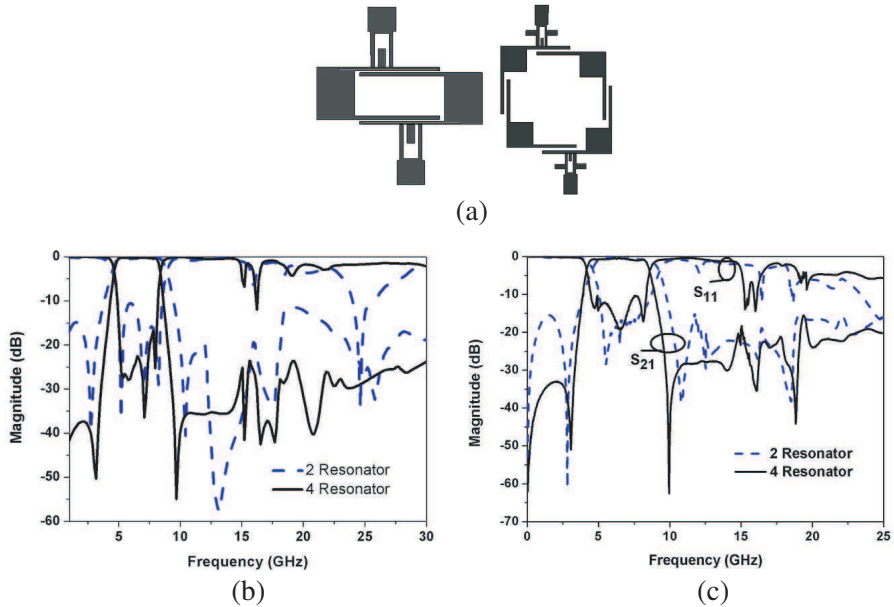 (a)
0
-10
-20
-30
-40
-50
-60
5
10
15
20
25
30
Magnitude (dB)
Frequency (GHz)
2 Resonator
4 Resonator
(b)
0
-10
-20
-30
-40
-50
-60
-70
0
5
10
15
20
25
Magnitude (dB)
Frequency (GHz)
S11
S21
2 Resonator
4 Resonator
(c)